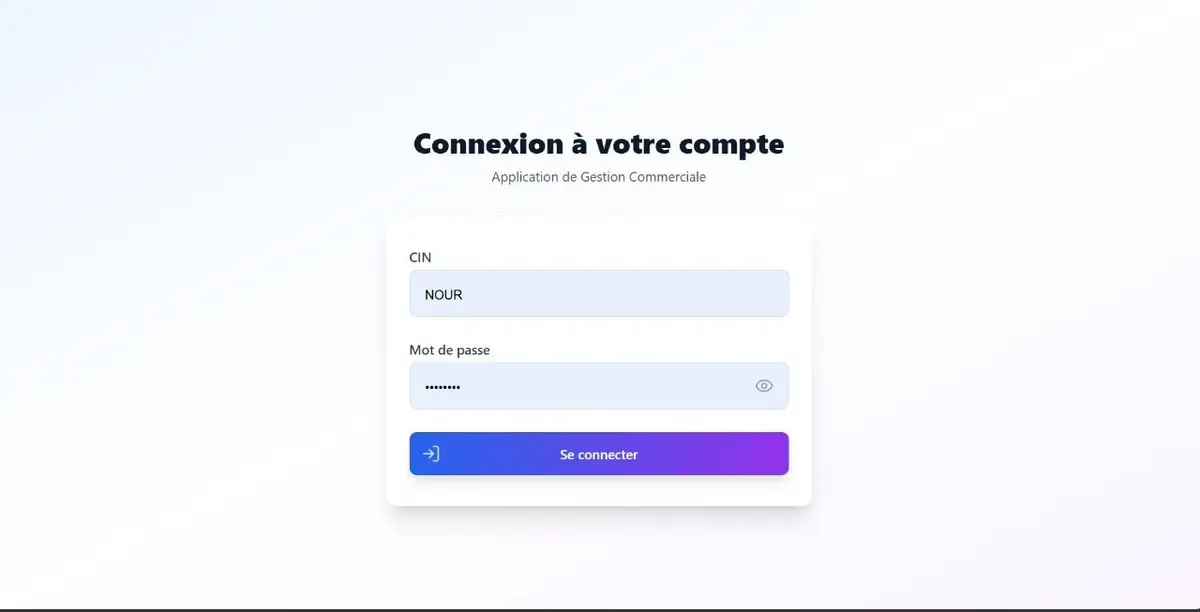 Connexion à votre compte
Application de Gestion Commerciale
CIN
NOUR
Mot de passe
••••••••
Se connecter